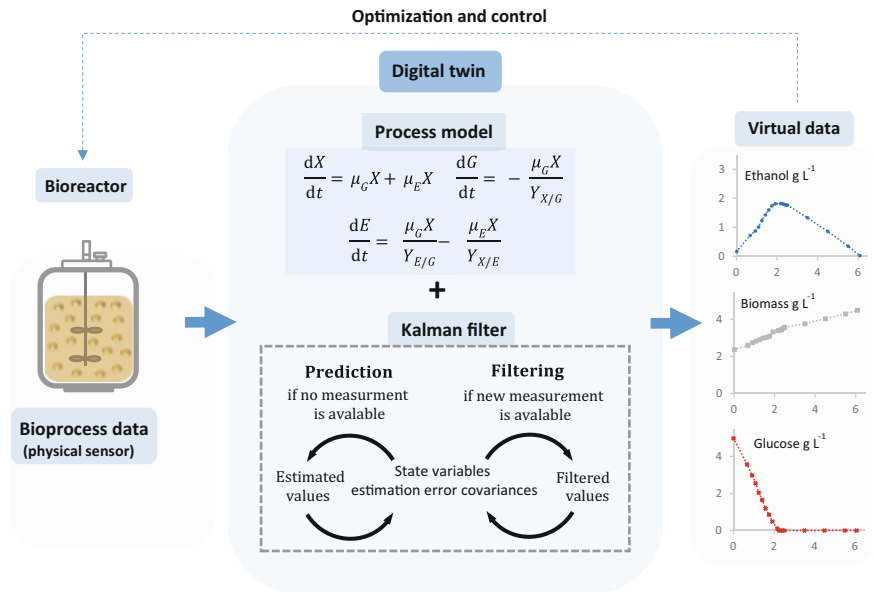 Optimization and control
Digital twin
Process model
dX/dt = μ_G X + μ_E X    dG/dt = − μ_G X/Y_{X/G}
dE/dt = μ_G X/Y_{E/G} − μ_E X/Y_{X/E}
+
Kalman filter
Prediction
if no measurment
is avalable
Filtering
if new measurement
is avalable
Estimated
values
State variables
estimation error covariances
Filtered
values
Bioreactor
Bioprocess data
(physical sensor)
Virtual data
Ethanol g L⁻¹
3
2
1
0
0 2 4 6
Biomass g L⁻¹
4
2
0
0 2 4 6
Glucose g L⁻¹
4
2
0
0 2 4 6